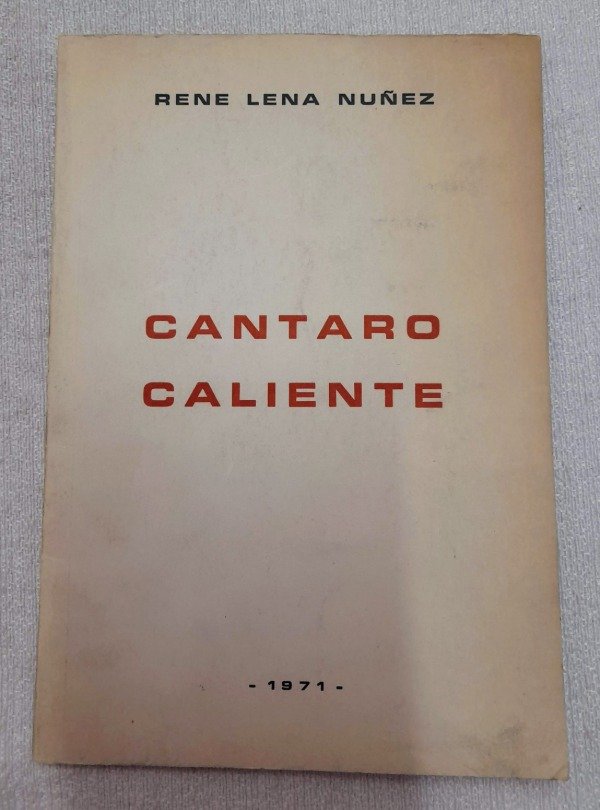 RENE LENA NUÑEZ
CANTARO
CALIENTE
- 1971 -